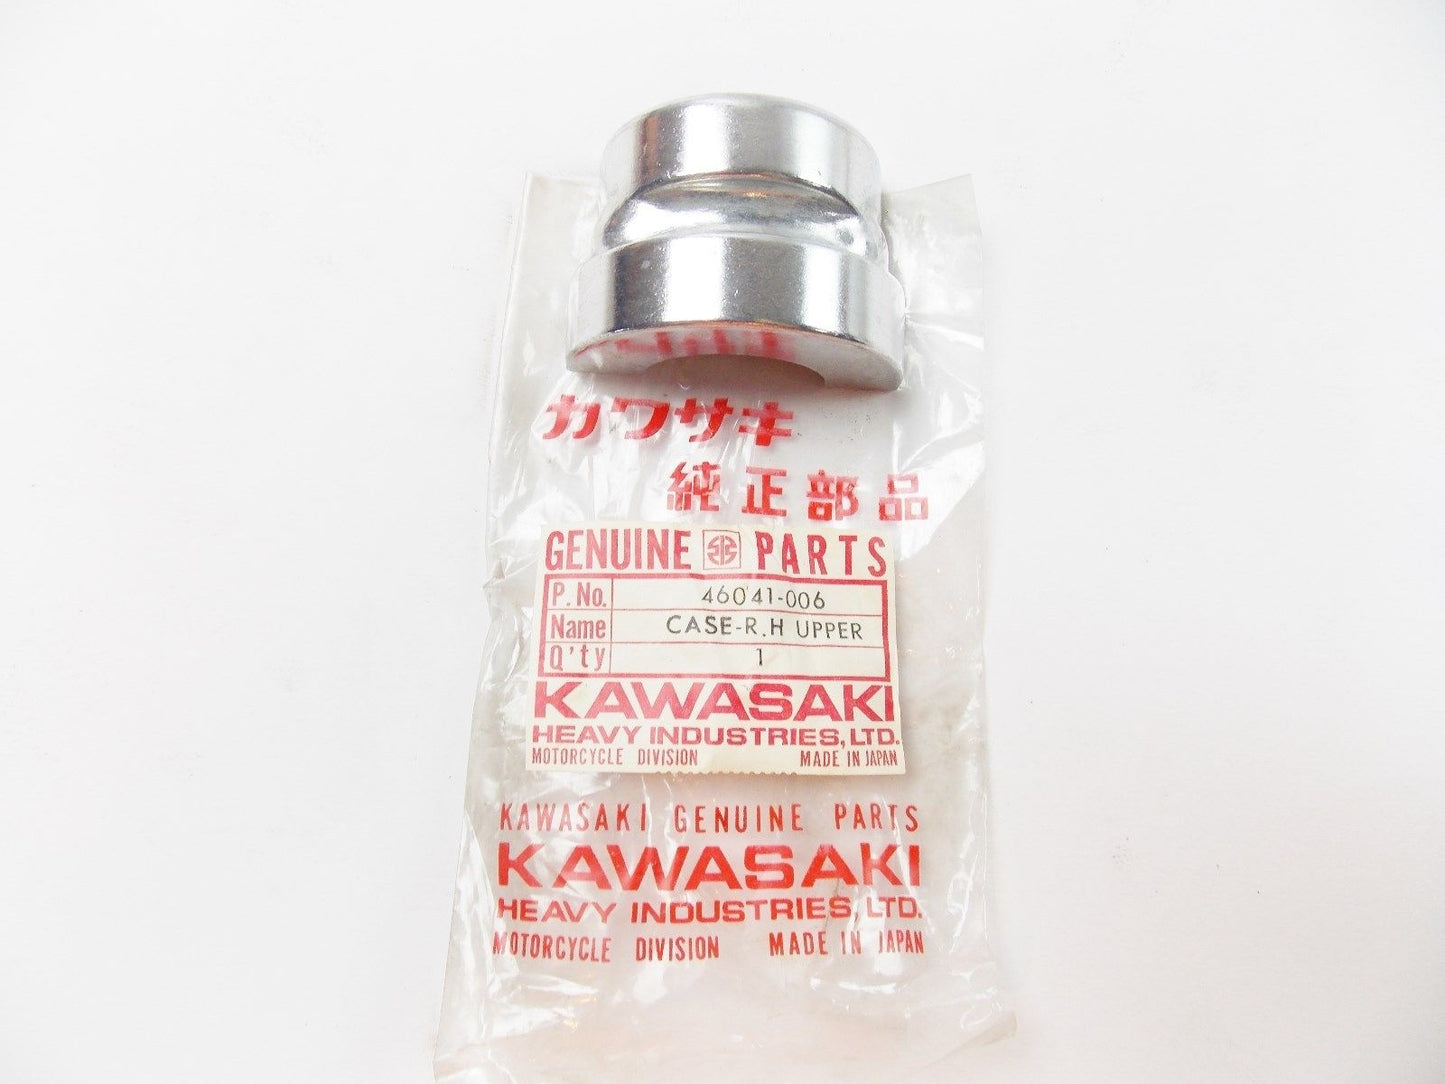 カワサキ
純正部品
GENUINE PARTS
P. No. 46041-006
Name CASE-R.H UPPER
Q'ty 1
KAWASAKI
HEAVY INDUSTRIES, LTD.
MOTORCYCLE DIVISION MADE IN JAPAN
KAWASAKI GENUINE PARTS
KAWASAKI
HEAVY INDUSTRIES, LTD.
MOTORCYCLE DIVISION MADE IN JAPAN